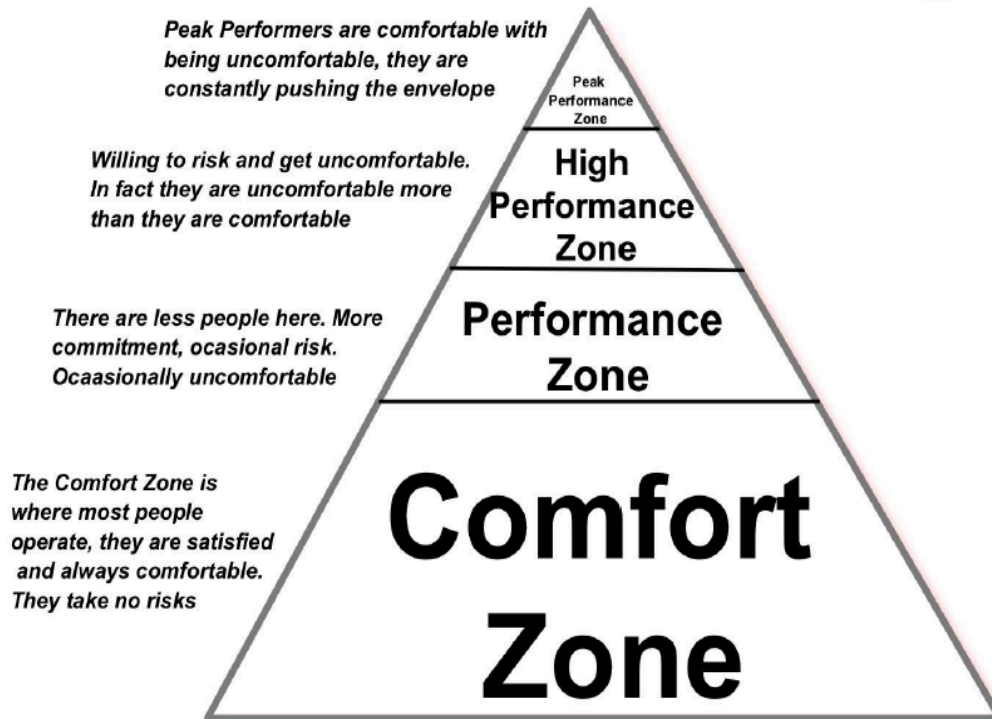 Peak Performers are comfortable with
being uncomfortable, they are
constantly pushing the envelope
Peak
Performance
Zone
Willing to risk and get uncomfortable.
In fact they are uncomfortable more
than they are comfortable
High
Performance
Zone
There are less people here. More
commitment, ocasional risk.
Ocaasionally uncomfortable
Performance
Zone
The Comfort Zone is
where most people
operate, they are satisfied
and always comfortable.
They take no risks
Comfort
Zone